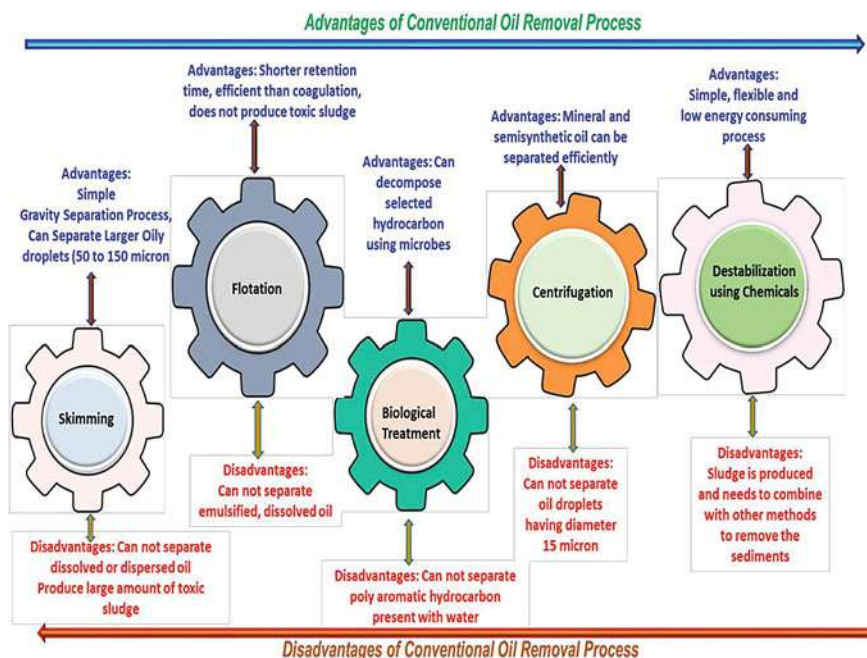 Advantages of Conventional Oil Removal Process
Advantages: Shorter retention
time, efficient than coagulation,
does not produce toxic sludge
Advantages:
Simple, flexible and
low energy consuming
process
Advantages: Mineral and
semisynthetic oil can be
separated efficiently
Advantages: Can
decompose
selected
hydrocarbon
using microbes
Advantages:
Simple
Gravity Separation Process,
Can Separate Larger Oily
droplets (50 to 150 micron
Flotation
Centrifugation
Destabilization
using Chemicals
Skimming
Biological
Treatment
Disadvantages:
Can not separate
emulsified, dissolved oil
Disadvantages:
Can not separate
oil droplets
having diameter
15 micron
Disadvantages:
Sludge is produced
and needs to combine
with other methods
to remove the
sediments
Disadvantages: Can not separate
dissolved or dispersed oil
Produce large amount of toxic
sludge
Disadvantages: Can not separate
poly aromatic hydrocarbon
present with water
Disadvantages of Conventional Oil Removal Process